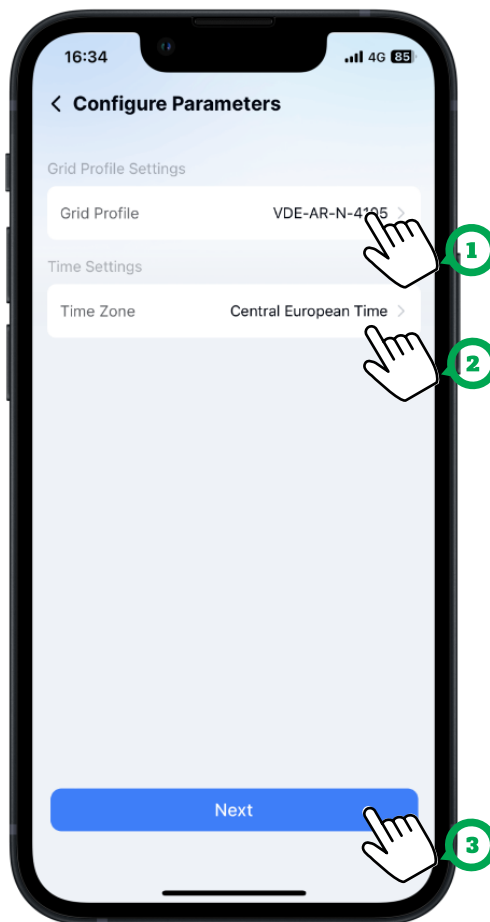 16:34 4G 85
Configure Parameters
Grid Profile Settings
Grid Profile VDE-AR-N-4105
1
Time Settings
Time Zone Central European Time
2
Next
3